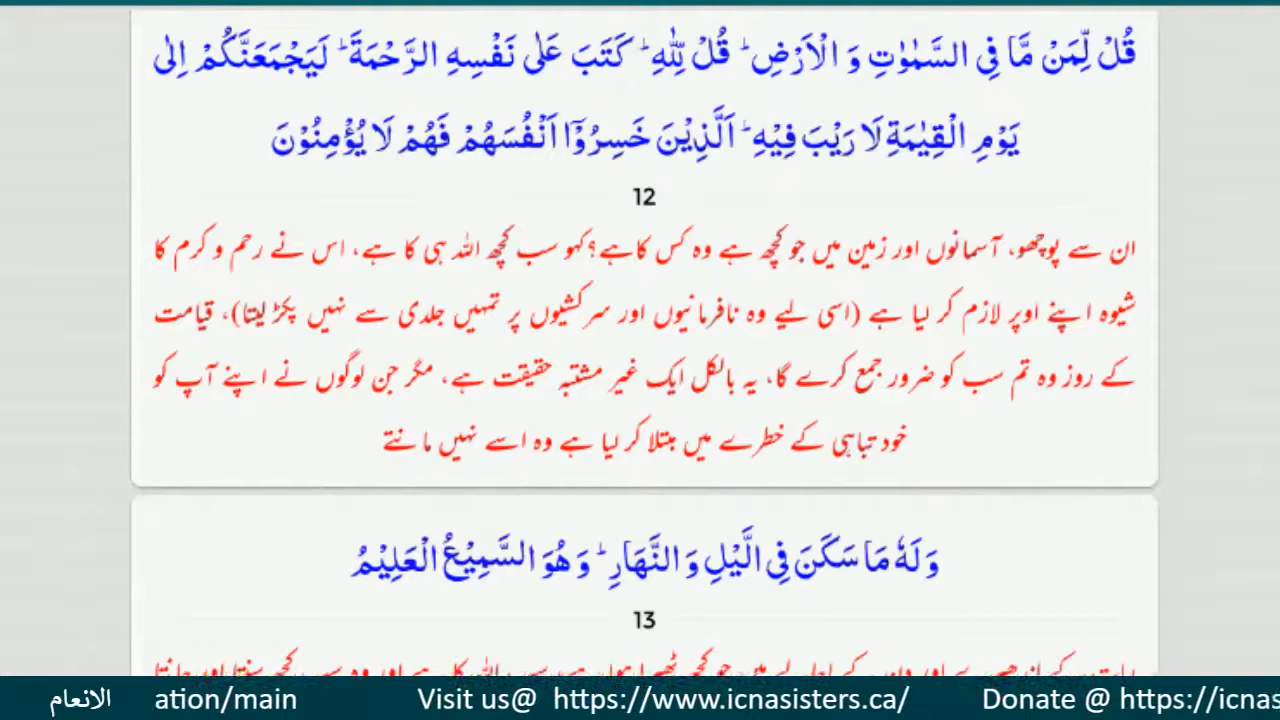 قُلْ لِّمَنْ مَّا فِی السَّمٰوٰتِ وَ الْاَرْضِ ؕ قُلْ لِّلّٰهِ ؕ كَتَبَ عَلٰی نَفْسِهِ الرَّحْمَةَ ؕ لَیَجْمَعَنَّكُمْ اِلٰی
یَوْمِ الْقِیٰمَةِ لَا رَیْبَ فِیْهِ ؕ اَلَّذِیْنَ خَسِرُوْۤا اَنْفُسَهُمْ فَهُمْ لَا یُؤْمِنُوْنَ
12
ان سے پوچھو، آسمانوں اور زمین میں جو کچھ ہے وہ کس کاہے؟کہو سب کچھ اللہ ہی کا ہے، اس نے رحم و کرم کا
شیوہ اپنے اوپر لازم کر لیا ہے (اسی لیے وہ نافرمانیوں اور سرکشیوں پر تمہیں جلدی سے نہیں پکڑ لیتا)، قیامت
کے روز وہ تم سب کو ضرور جمع کرے گا، یہ بالکل ایک غیر مشتبہ حقیقت ہے، مگر جن لوگوں نے اپنے آپ کو
خود تباہی کے خطرے میں مبتلا کر لیا ہے وہ اسے نہیں مانتے
وَ لَهٗ مَا سَكَنَ فِی الَّیْلِ وَ النَّهَارِ ؕ وَ هُوَ السَّمِیْعُ الْعَلِیْمُ
13
الانعام ation/main Visit us@ https://www.icnasisters.ca/ Donate @ https://icnas